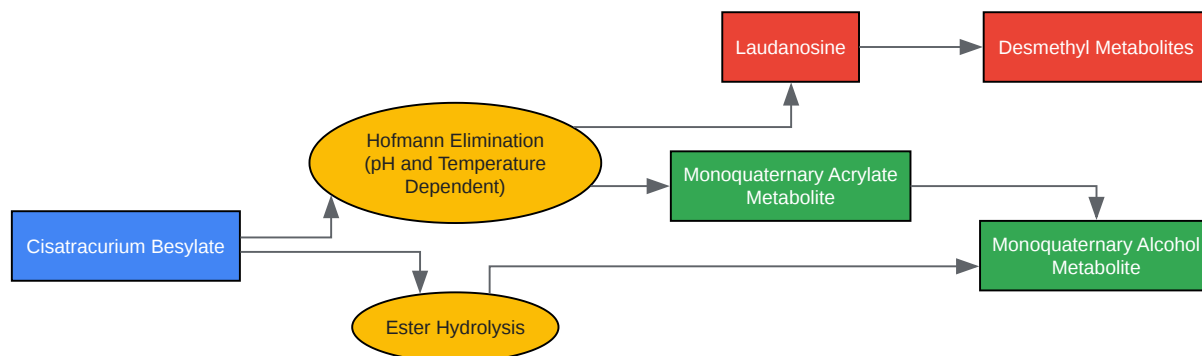 Laudanosine
Desmethyl Metabolites
Hofmann Elimination
(pH and Temperature
Dependent)
Monoquaternary Acrylate
Metabolite
Cisatracurium Besylate
Monoquaternary Alcohol
Metabolite
Ester Hydrolysis